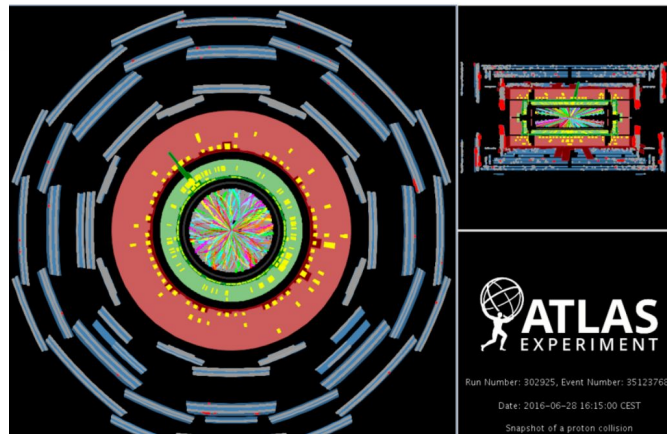 ATLAS
EXPERIMENT
Run Number: 302925, Event Number: 35123768
Date: 2016-06-28 16:15:00 CEST
Snapshot of a proton collision